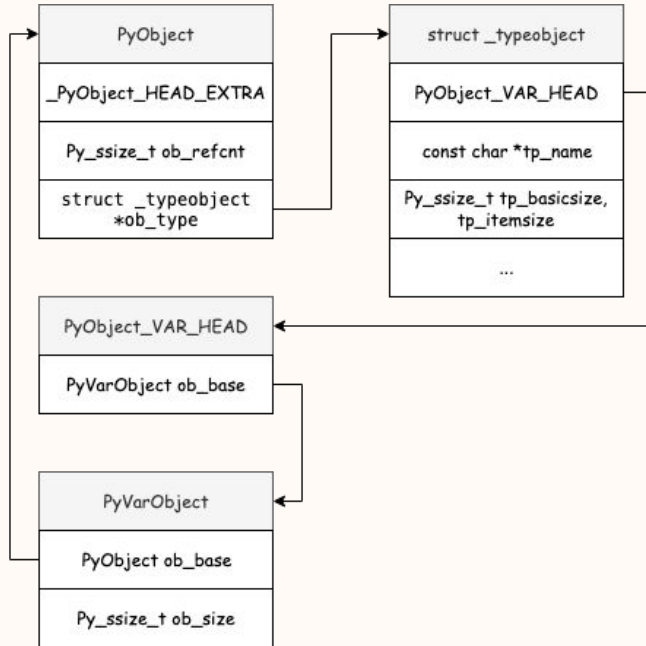 PyObject
_PyObject_HEAD_EXTRA
Py_ssize_t ob_refcnt
struct _typeobject
*ob_type
struct _typeobject
PyObject_VAR_HEAD
const char *tp_name
Py_ssize_t tp_basicsize,
tp_itemsize
...
PyObject_VAR_HEAD
PyVarObject ob_base
PyVarObject
PyObject ob_base
Py_ssize_t ob_size